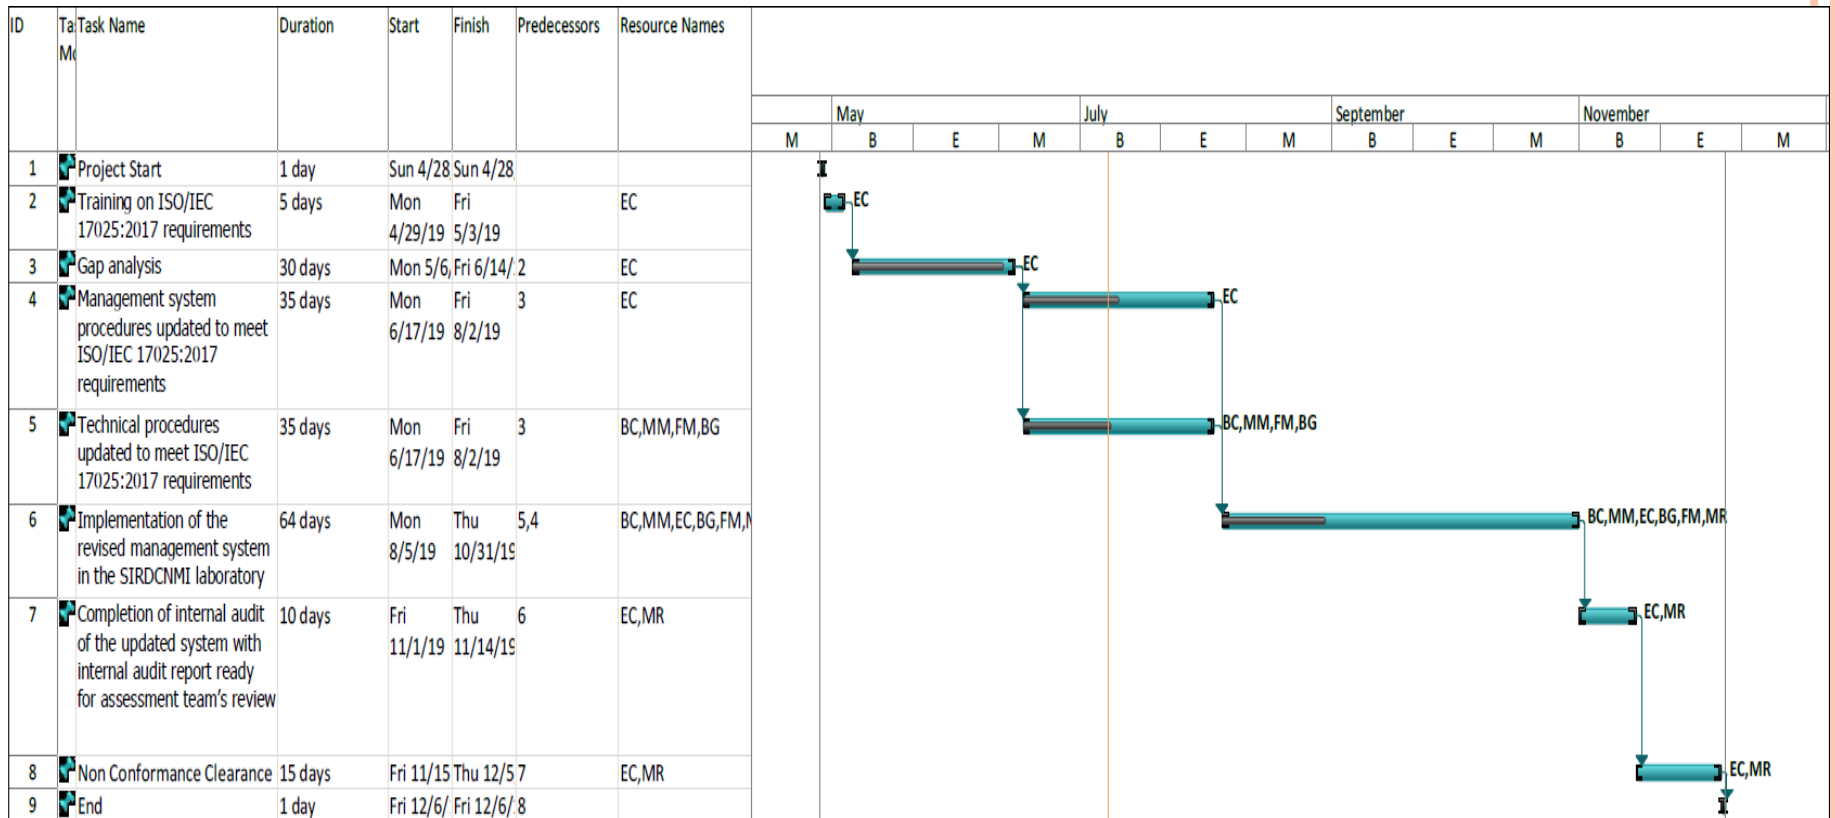 ID Ta Task Name Duration Start Finish Predecessors Resource Names
Mo
May July September November
M B E M B E M B E M B E M
1 Project Start 1 day Sun 4/28 Sun 4/28
2 Training on ISO/IEC 5 days Mon Fri EC EC
17025:2017 requirements 4/29/19 5/3/19
3 Gap analysis 30 days Mon 5/6/ Fri 6/14/ 2 EC EC
4 Management system 35 days Mon Fri 3 EC EC
procedures updated to meet 6/17/19 8/2/19
ISO/IEC 17025:2017
requirements
5 Technical procedures 35 days Mon Fri 3 BC,MM,FM,BG BC,MM,FM,BG
updated to meet ISO/IEC 6/17/19 8/2/19
17025:2017 requirements
6 Implementation of the 64 days Mon Thu 5,4 BC,MM,EC,BG,FM,M BC,MM,EC,BG,FM,MR
revised management system 8/5/19 10/31/19
in the SIRDCNMI laboratory
7 Completion of internal audit 10 days Fri Thu 6 EC,MR EC,MR
of the updated system with 11/1/19 11/14/19
internal audit report ready
for assessment team's review
8 Non Conformance Clearance 15 days Fri 11/15 Thu 12/5 7 EC,MR EC,MR
9 End 1 day Fri 12/6/ Fri 12/6/ 8